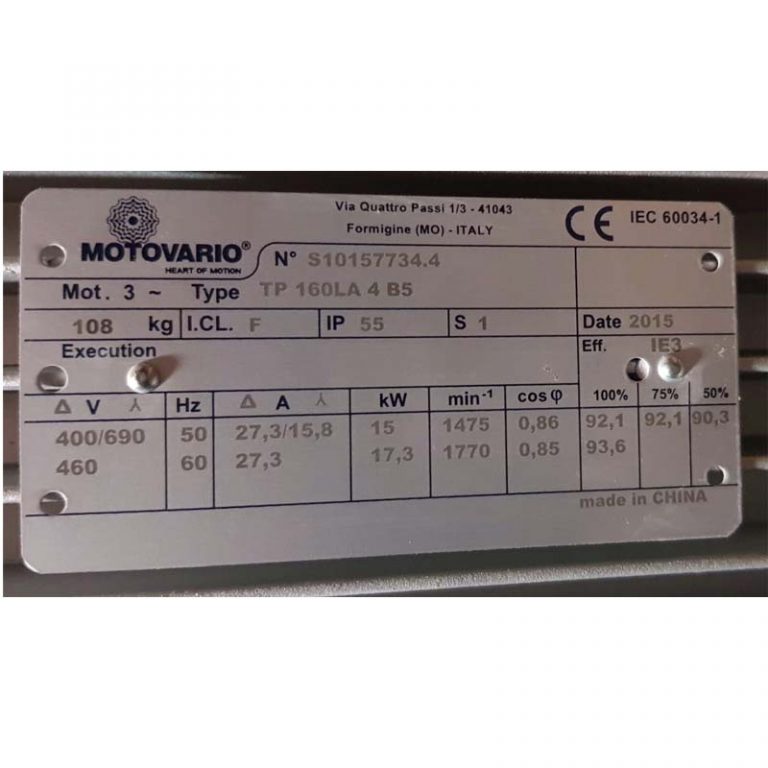 Via Quattro Passi 1/3 - 41043
Formigine (MO) - ITALY
CE IEC 60034-1
MOTOVARIO®
HEART OF MOTION
N° S10157734.4
Mot. 3 ~ Type TP 160LA 4 B5
108 kg I.CL. F IP 55 S 1 Date 2015
Execution Eff. IE3
Δ V ⅄ Hz Δ A ⅄ kW min⁻¹ cos φ 100% 75% 50%
400/690 50 27,3/15,8 15 1475 0,86 92,1 92,1 90,3
460 60 27,3 17,3 1770 0,85 93,6
made in CHINA